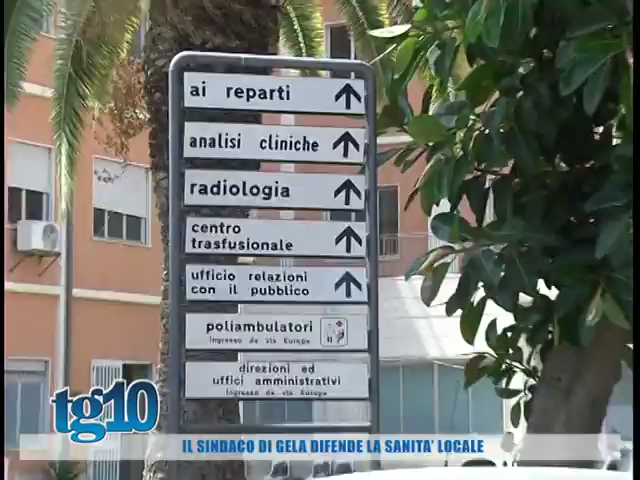 ai reparti
analisi cliniche
radiologia
centro
trasfusionale
ufficio relazioni
con il pubblico
poliambulatori
Ingresso da via Europa
direzioni ed
uffici amministrativi
Ingresso da via Europa
tg10
IL SINDACO DI GELA DIFENDE LA SANITA' LOCALE